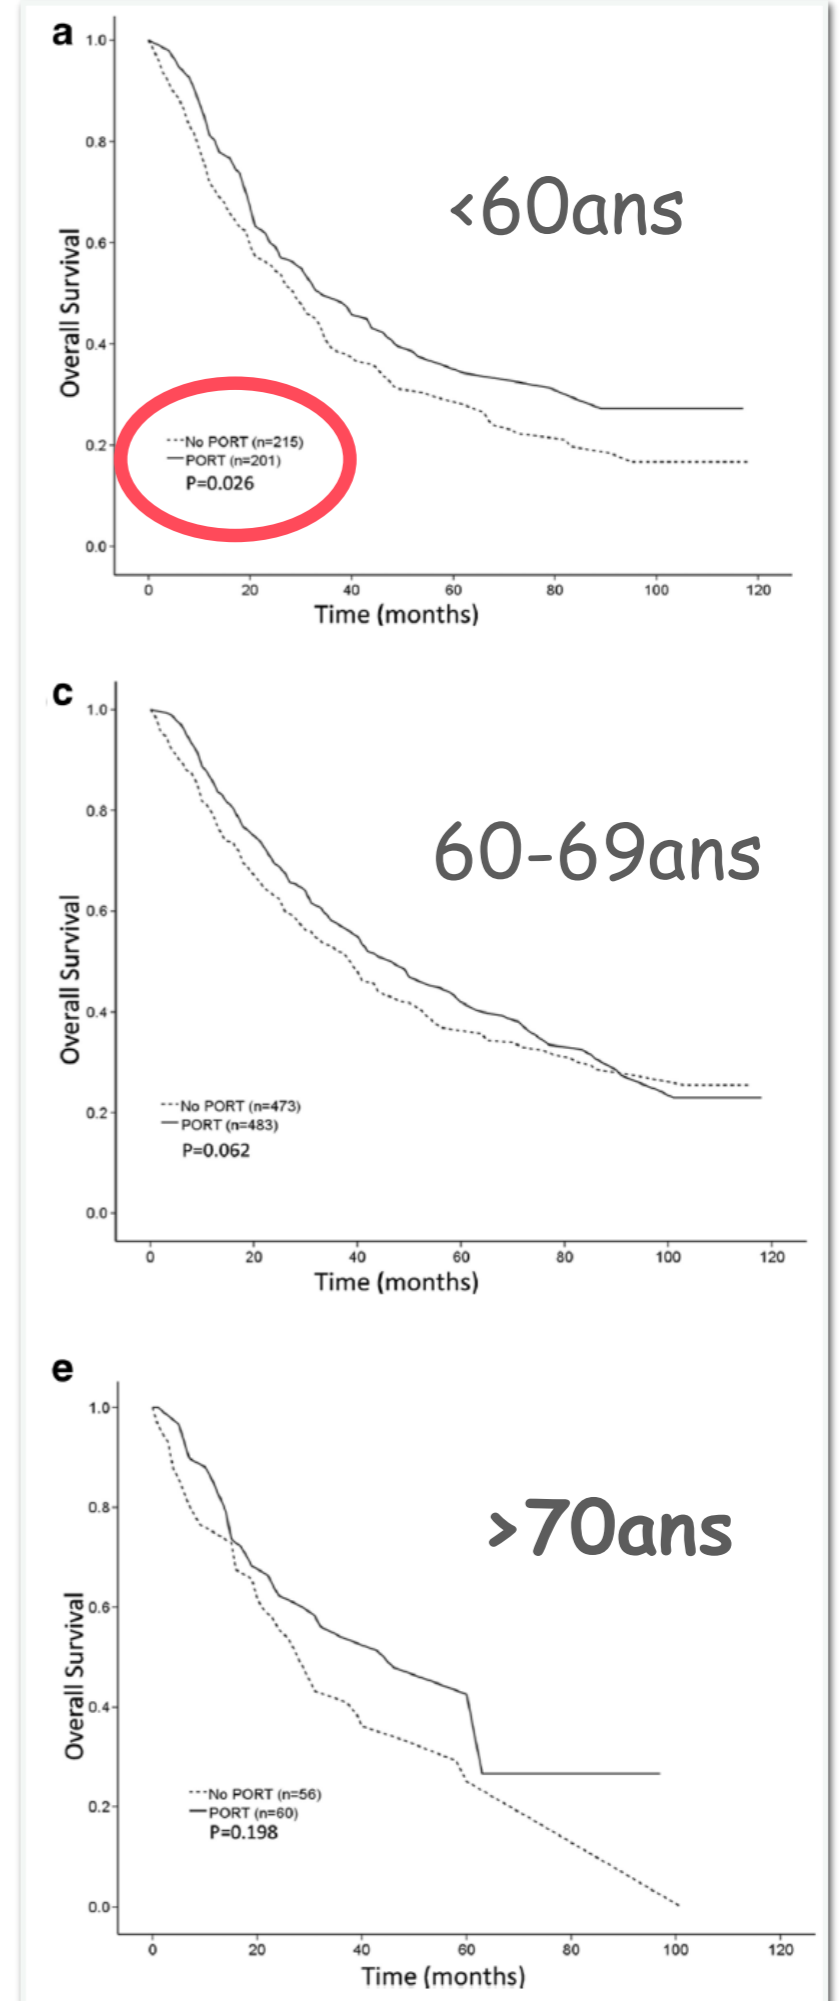 a
1.0
0.8
<60ans
0.6
Overall Survival
0.4
No PORT (n=215)
0.2
PORT (n=201)
P=0.026
0.0
0 20 40 60 80 100 120
Time (months)
c
1.0
0.8
60-69ans
0.6
Overall Survival
0.4
No PORT (n=473)
0.2
PORT (n=483)
P=0.062
0.0
0 20 40 60 80 100 120
Time (months)
e
1.0
0.8
>70ans
0.6
Overall Survival
0.4
No PORT (n=56)
0.2
PORT (n=60)
P=0.198
0.0
0 20 40 60 80 100 120
Time (months)